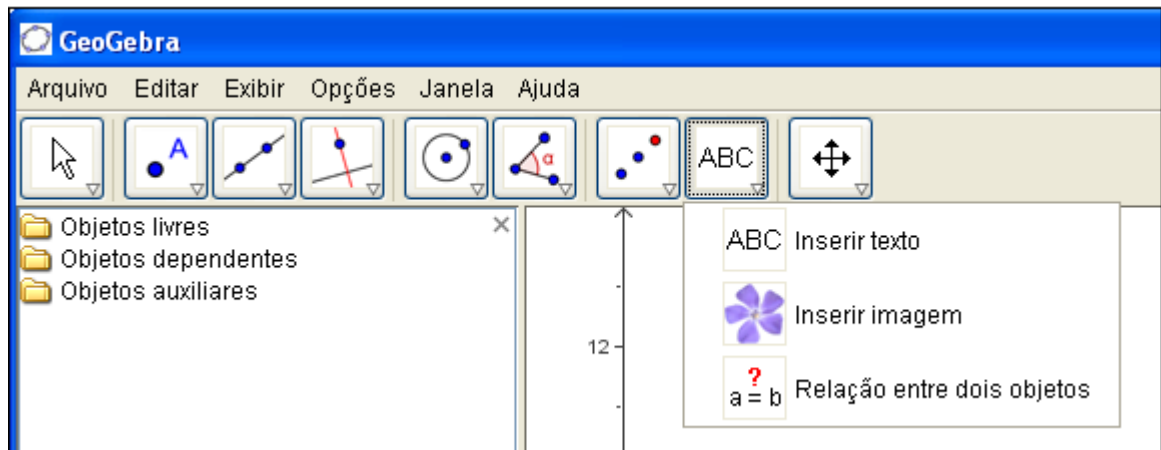 GeoGebra
Arquivo Editar Exibir Opções Janela Ajuda
A α ABC
Objetos livres
Objetos dependentes
Objetos auxiliares
12
ABC Inserir texto
Inserir imagem
? a = b Relação entre dois objetos